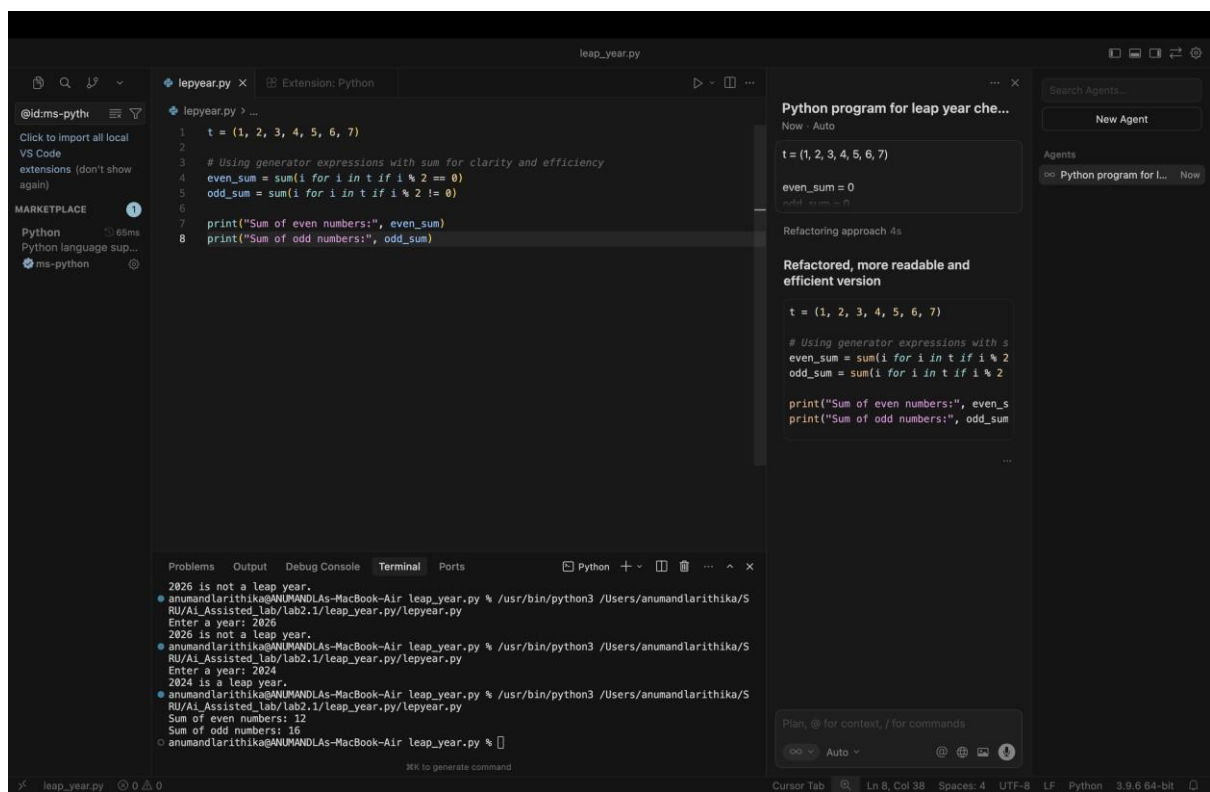 leap_year.py
lepyear.py
Extension: Python
@id:ms-pytho
Click to import all local
VS Code
extensions (don't show
again)
MARKETPLACE
1
Python
65ms
Python language sup...
ms-python
lepyear.py > ...
1 t = (1, 2, 3, 4, 5, 6, 7)
2
3 # Using generator expressions with sum for clarity and efficiency
4 even_sum = sum(i for i in t if i % 2 == 0)
5 odd_sum = sum(i for i in t if i % 2 != 0)
6
7 print("Sum of even numbers:", even_sum)
8 print("Sum of odd numbers:", odd_sum)
Problems Output Debug Console Terminal Ports
Python
2026 is not a leap year.
anumandlarithika@ANUMANDLAs-MacBook-Air leap_year.py % /usr/bin/python3 /Users/anumandlarithika/S
RU/Ai_Assisted_lab/lab2.1/leap_year.py/lepyear.py
Enter a year: 2026
2026 is not a leap year.
anumandlarithika@ANUMANDLAs-MacBook-Air leap_year.py % /usr/bin/python3 /Users/anumandlarithika/S
RU/Ai_Assisted_lab/lab2.1/leap_year.py/lepyear.py
Enter a year: 2024
2024 is a leap year.
anumandlarithika@ANUMANDLAs-MacBook-Air leap_year.py % /usr/bin/python3 /Users/anumandlarithika/S
RU/Ai_Assisted_lab/lab2.1/leap_year.py/lepyear.py
Sum of even numbers: 12
Sum of odd numbers: 16
anumandlarithika@ANUMANDLAs-MacBook-Air leap_year.py %
⌘K to generate command
Python program for leap year che...
Now · Auto
t = (1, 2, 3, 4, 5, 6, 7)
even_sum = 0
odd_sum = 0
Refactoring approach 4s
Refactored, more readable and
efficient version
t = (1, 2, 3, 4, 5, 6, 7)
# Using generator expressions with s
even_sum = sum(i for i in t if i % 2
odd_sum = sum(i for i in t if i % 2
print("Sum of even numbers:", even_s
print("Sum of odd numbers:", odd_sum
Plan, @ for context, / for commands
Auto
Search Agents...
New Agent
Agents
Python program for l... Now
leap_year.py 0 0
Cursor Tab Ln 8, Col 38 Spaces: 4 UTF-8 LF Python 3.9.6 64-bit